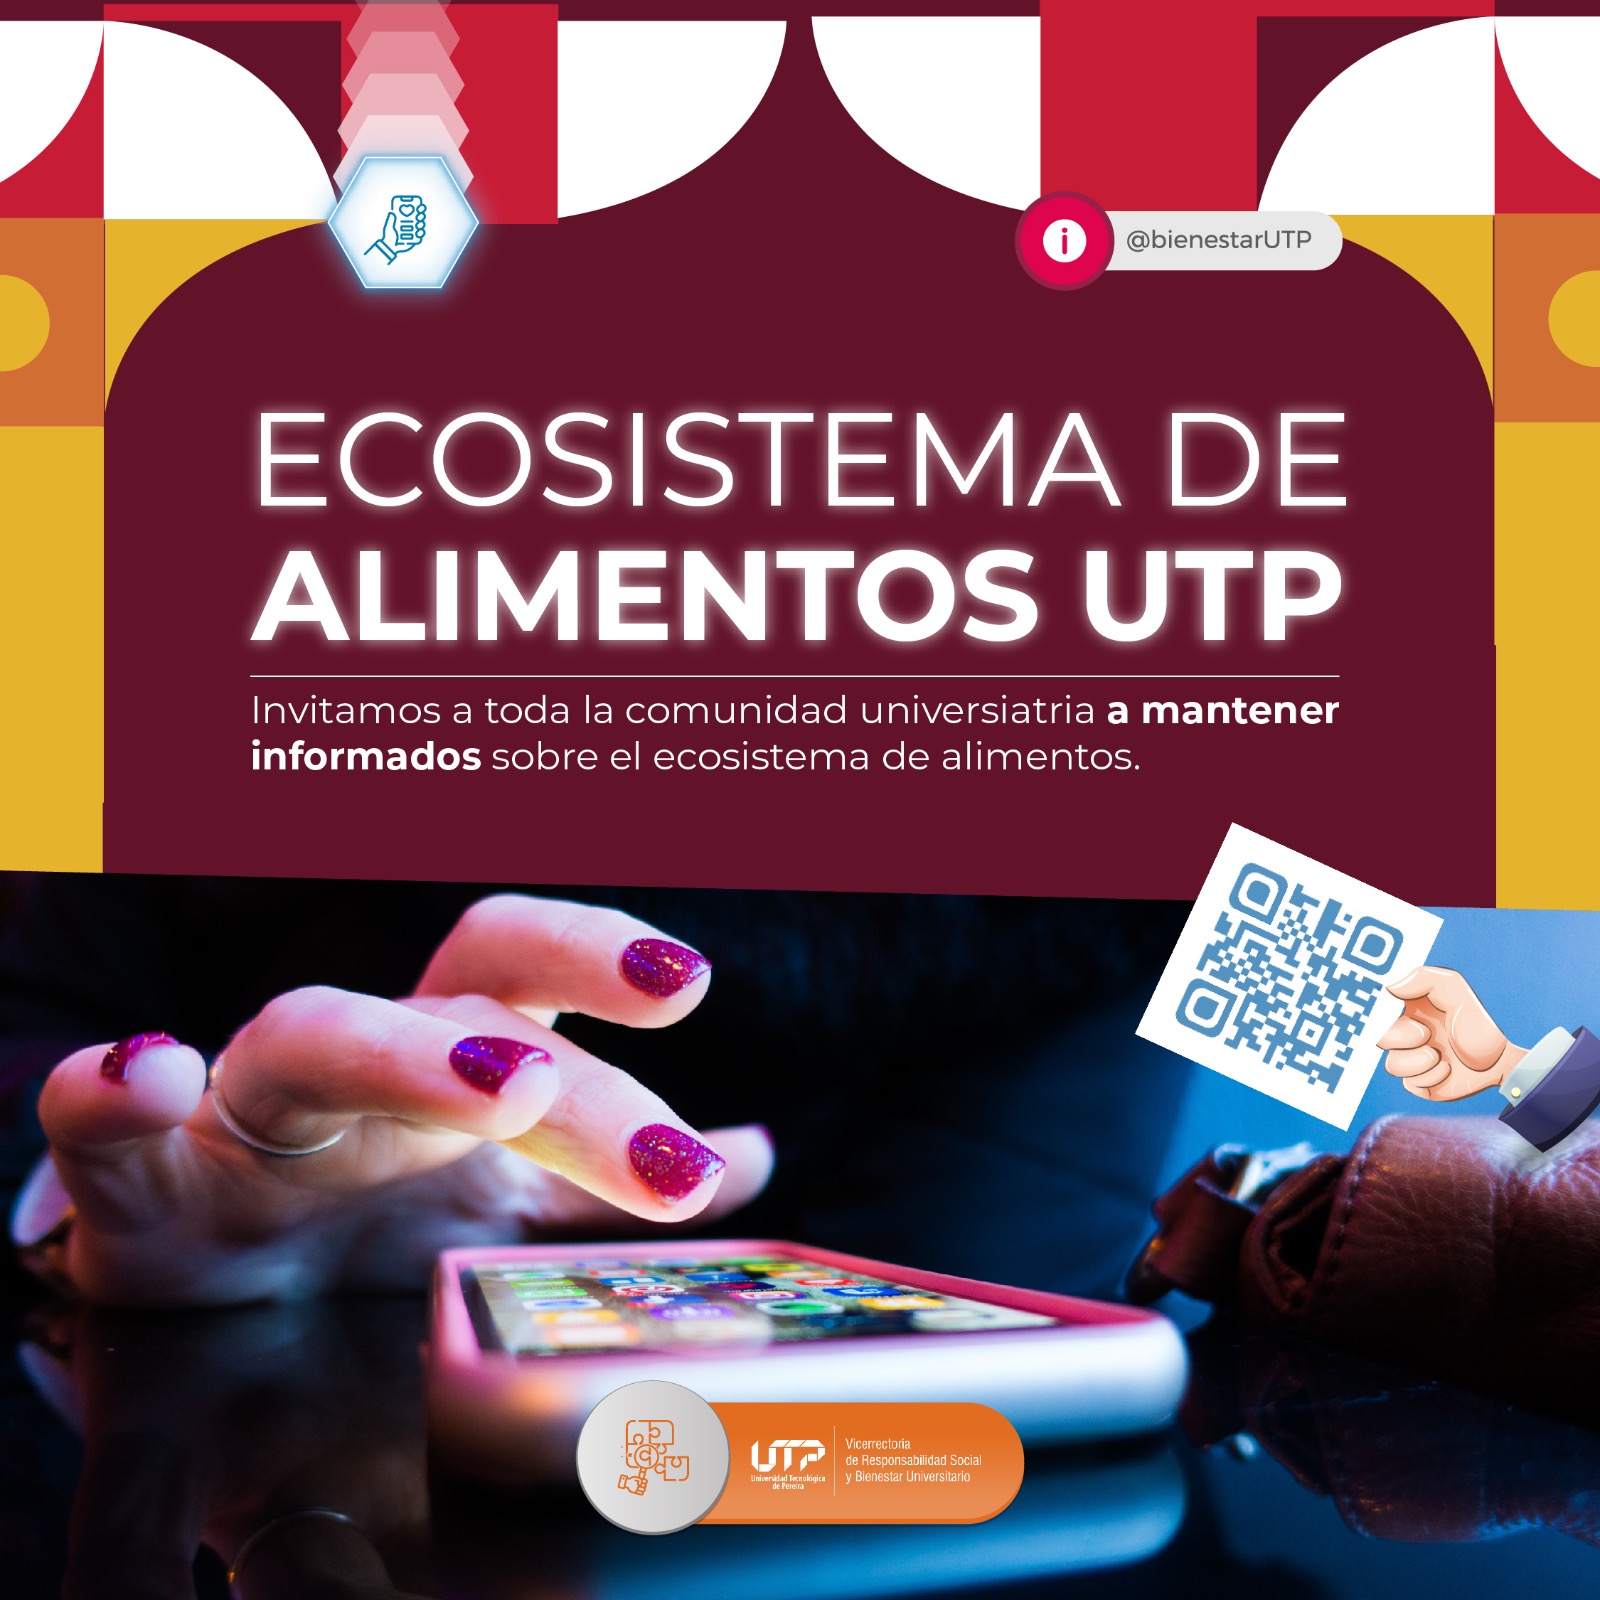 @bienestarUTP
ECOSISTEMA DE
ALIMENTOS UTP
Invitamos a toda la comunidad universiatria a mantener
informados sobre el ecosistema de alimentos.
UTP
Universidad Tecnológica
de Pereira
Vicerrectoria
de Responsabilidad Social
y Bienestar Universitario